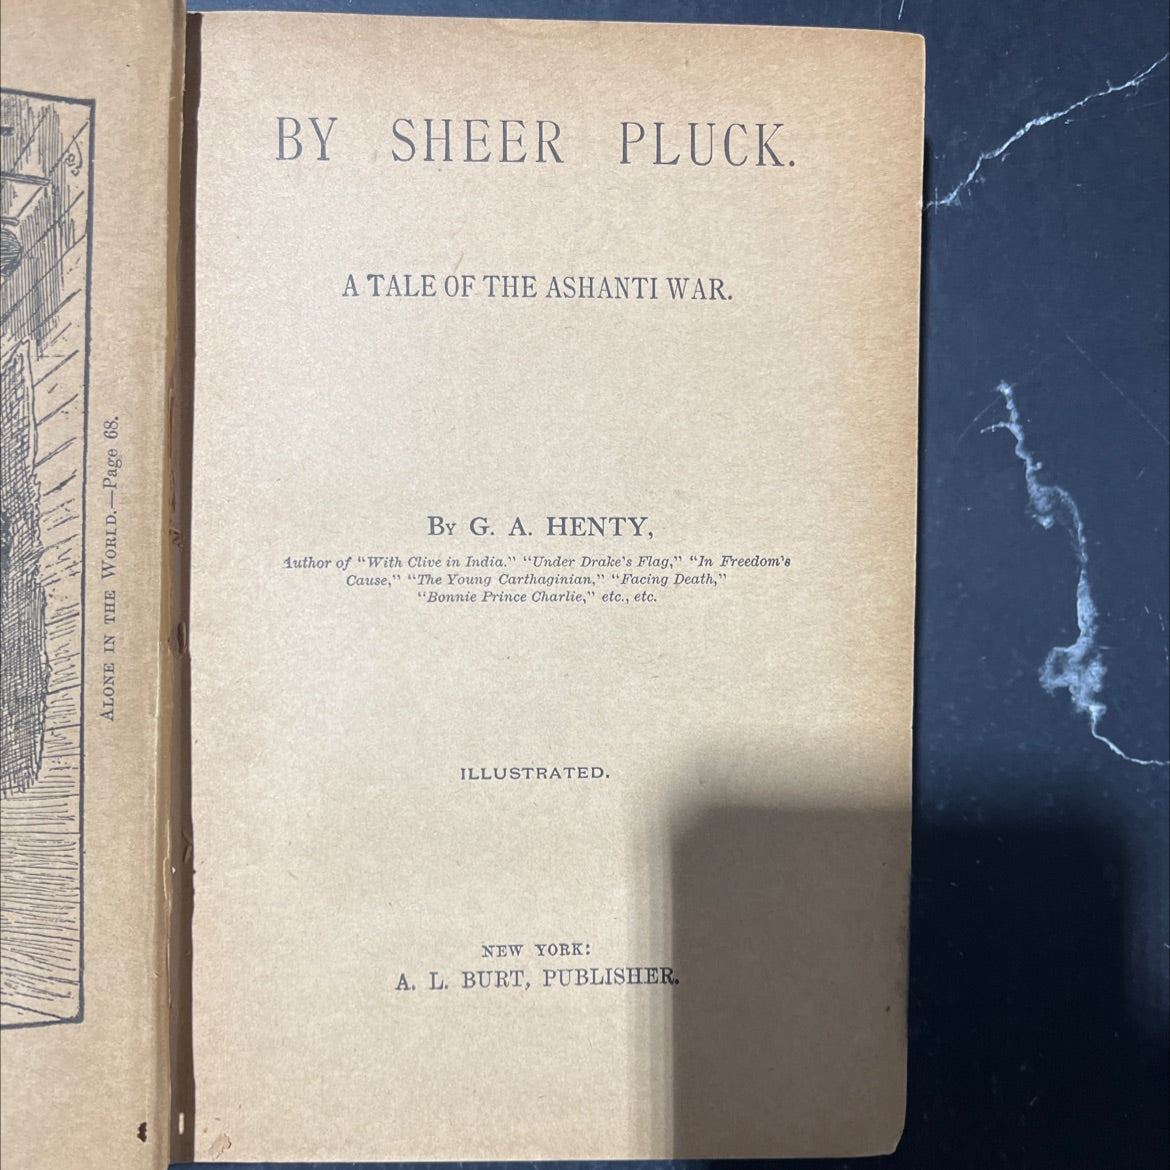 ALONE IN THE WORLD.—Page 68.
BY SHEER PLUCK.
A TALE OF THE ASHANTI WAR.
By G. A. HENTY,
Author of "With Clive in India." "Under Drake's Flag," "In Freedom's
Cause," "The Young Carthaginian," "Facing Death,"
"Bonnie Prince Charlie," etc., etc.
ILLUSTRATED.
NEW YORK:
A. L. BURT, PUBLISHER.